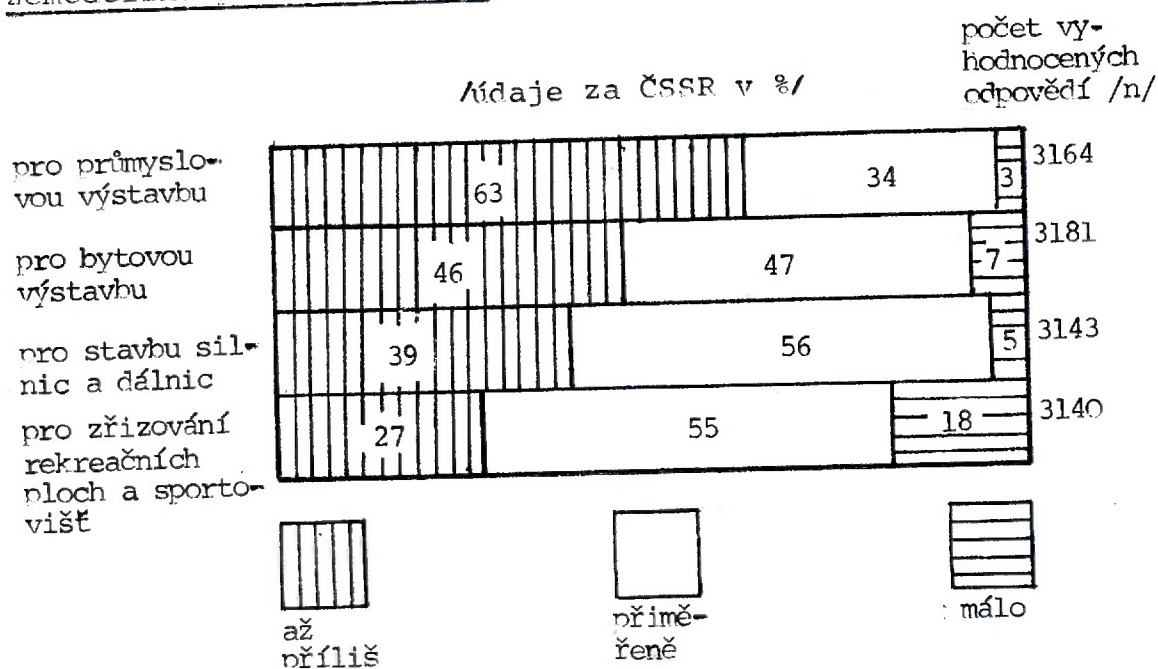 počet vy-
hodnocených
odpovědí /n/
/údaje za ČSSR v %/
pro průmyslo-
vou výstavbu
63 34 3 3164
pro bytovou
výstavbu
46 47 7 3181
pro stavbu sil-
nic a dálnic
39 56 5 3143
pro zřizování
rekreačních
ploch a sporto-
višť
27 55 18 3140
až
příliš
přimě-
řeně
málo